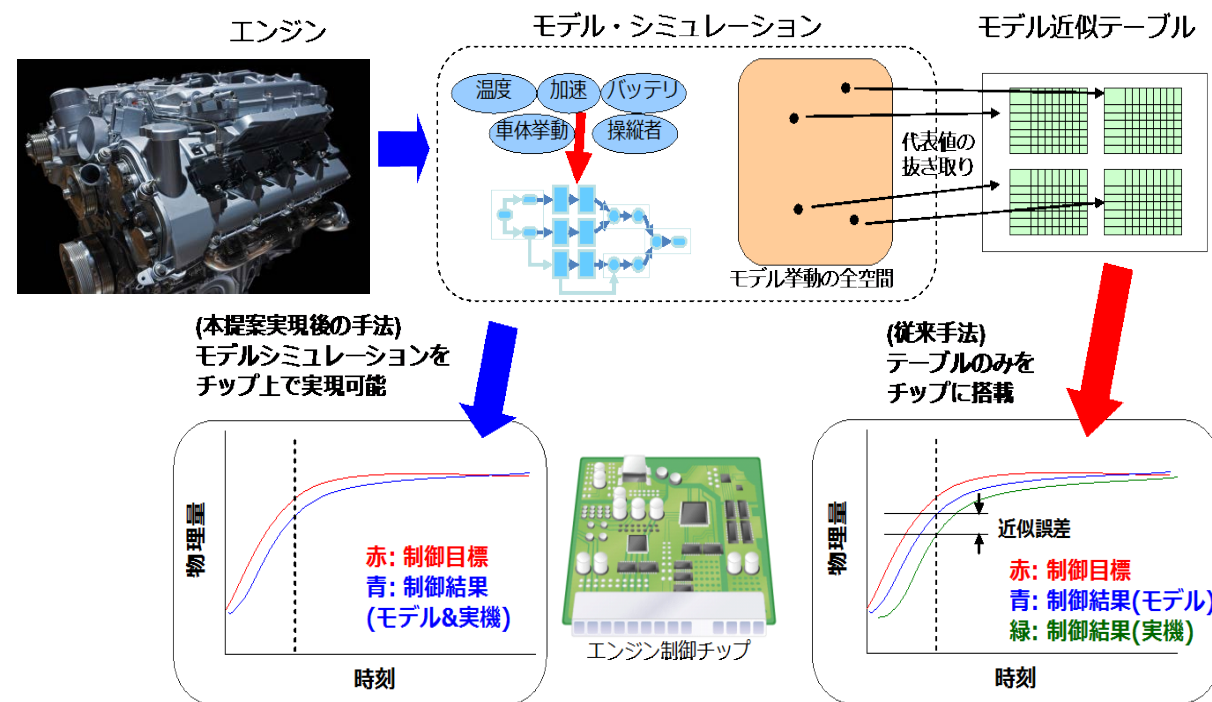 エンジン
モデル・シミュレーション
モデル近似テーブル
温度
加速
バッテリ
車体挙動
操縦者
代表値の
抜き取り
モデル挙動の全空間
(本提案実現後の手法)
モデルシミュレーションを
チップ上で実現可能
(従来手法)
テーブルのみを
チップに搭載
物理量
赤: 制御目標
青: 制御結果
(モデル&実機)
時刻
エンジン制御チップ
物理量
近似誤差
赤: 制御目標
青: 制御結果(モデル)
緑: 制御結果(実機)
時刻